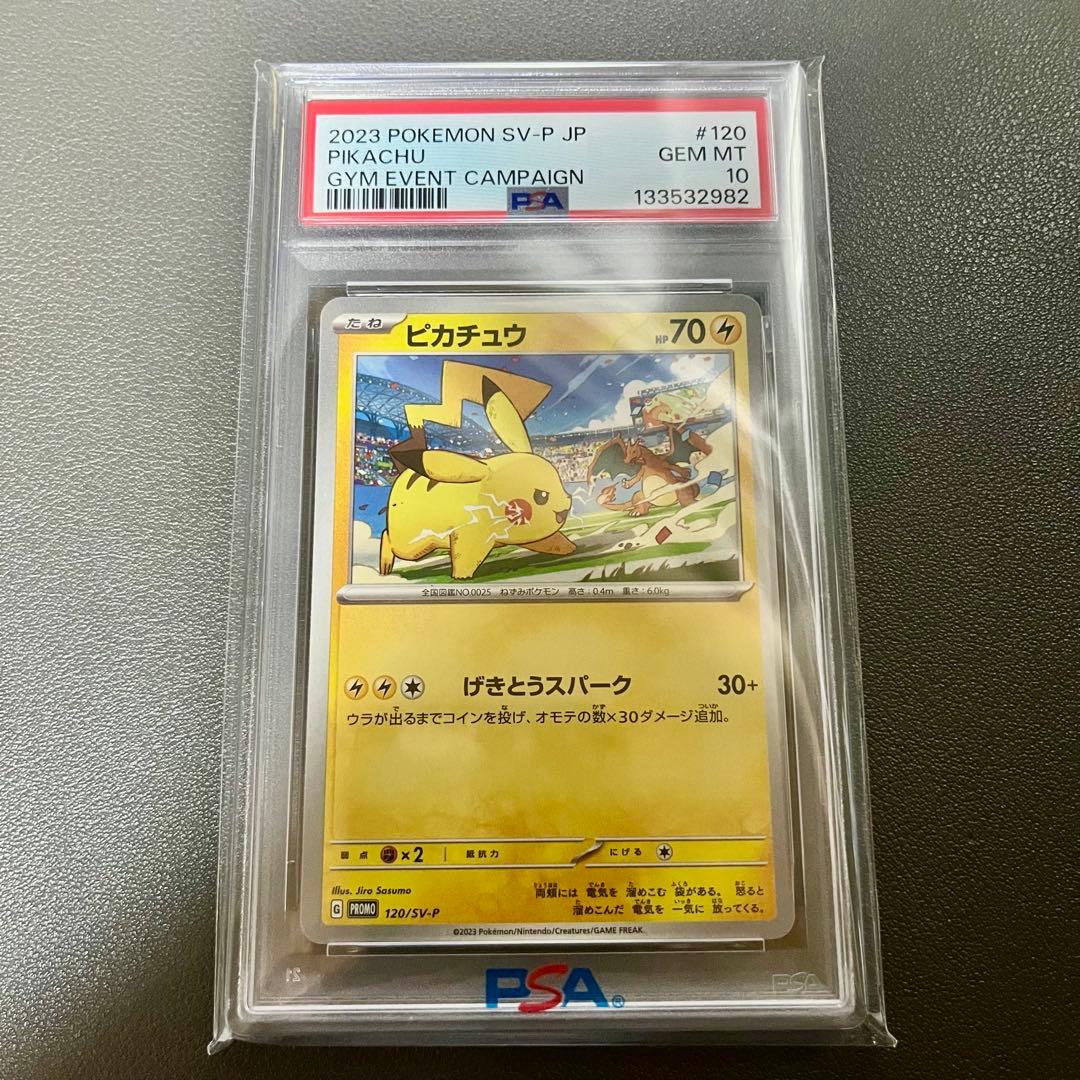 2023 POKEMON SV-P JP #120
PIKACHU GEM MT
GYM EVENT CAMPAIGN 10
PSA 133532982
たね ピカチュウ HP 70
全国図鑑NO.0025 ねずみポケモン 高さ:0.4m 重さ:6.0kg
げきとうスパーク 30+
ウラが出るまでコインを投げ、オモテの数×30ダメージ追加。
弱点 ×2 抵抗力 にげる
Illus. Jiro Sasumo
両頬には 電気を 溜めこむ 袋がある。 怒ると
溜めこんだ 電気を 一気に 放ってくる。
G PROMO 120/SV-P
©2023 Pokémon/Nintendo/Creatures/GAME FREAK
PSA®